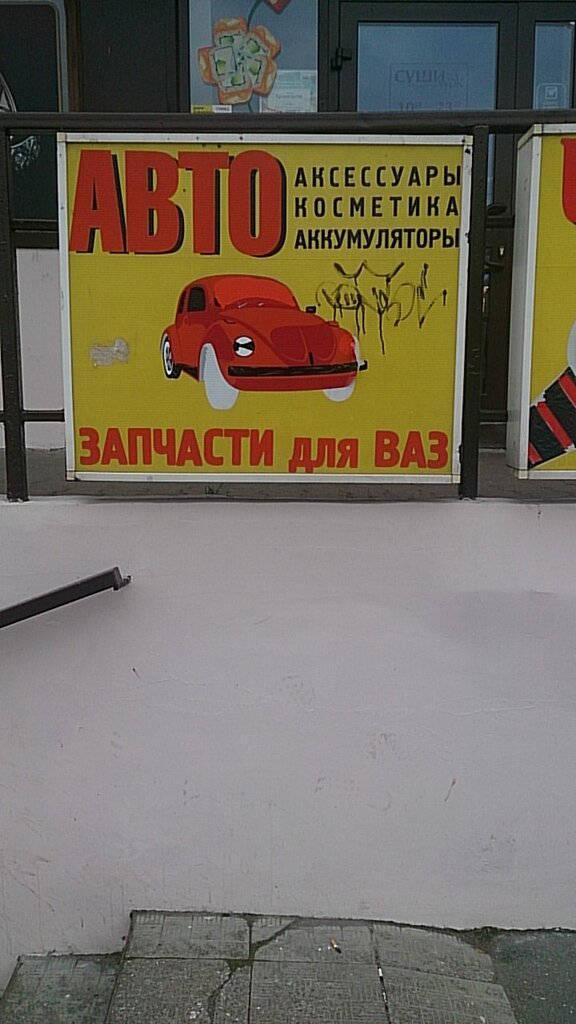 СУШИ
АВТО
АКСЕССУАРЫ
КОСМЕТИКА
АККУМУЛЯТОРЫ
ЗАПЧАСТИ для ВАЗ